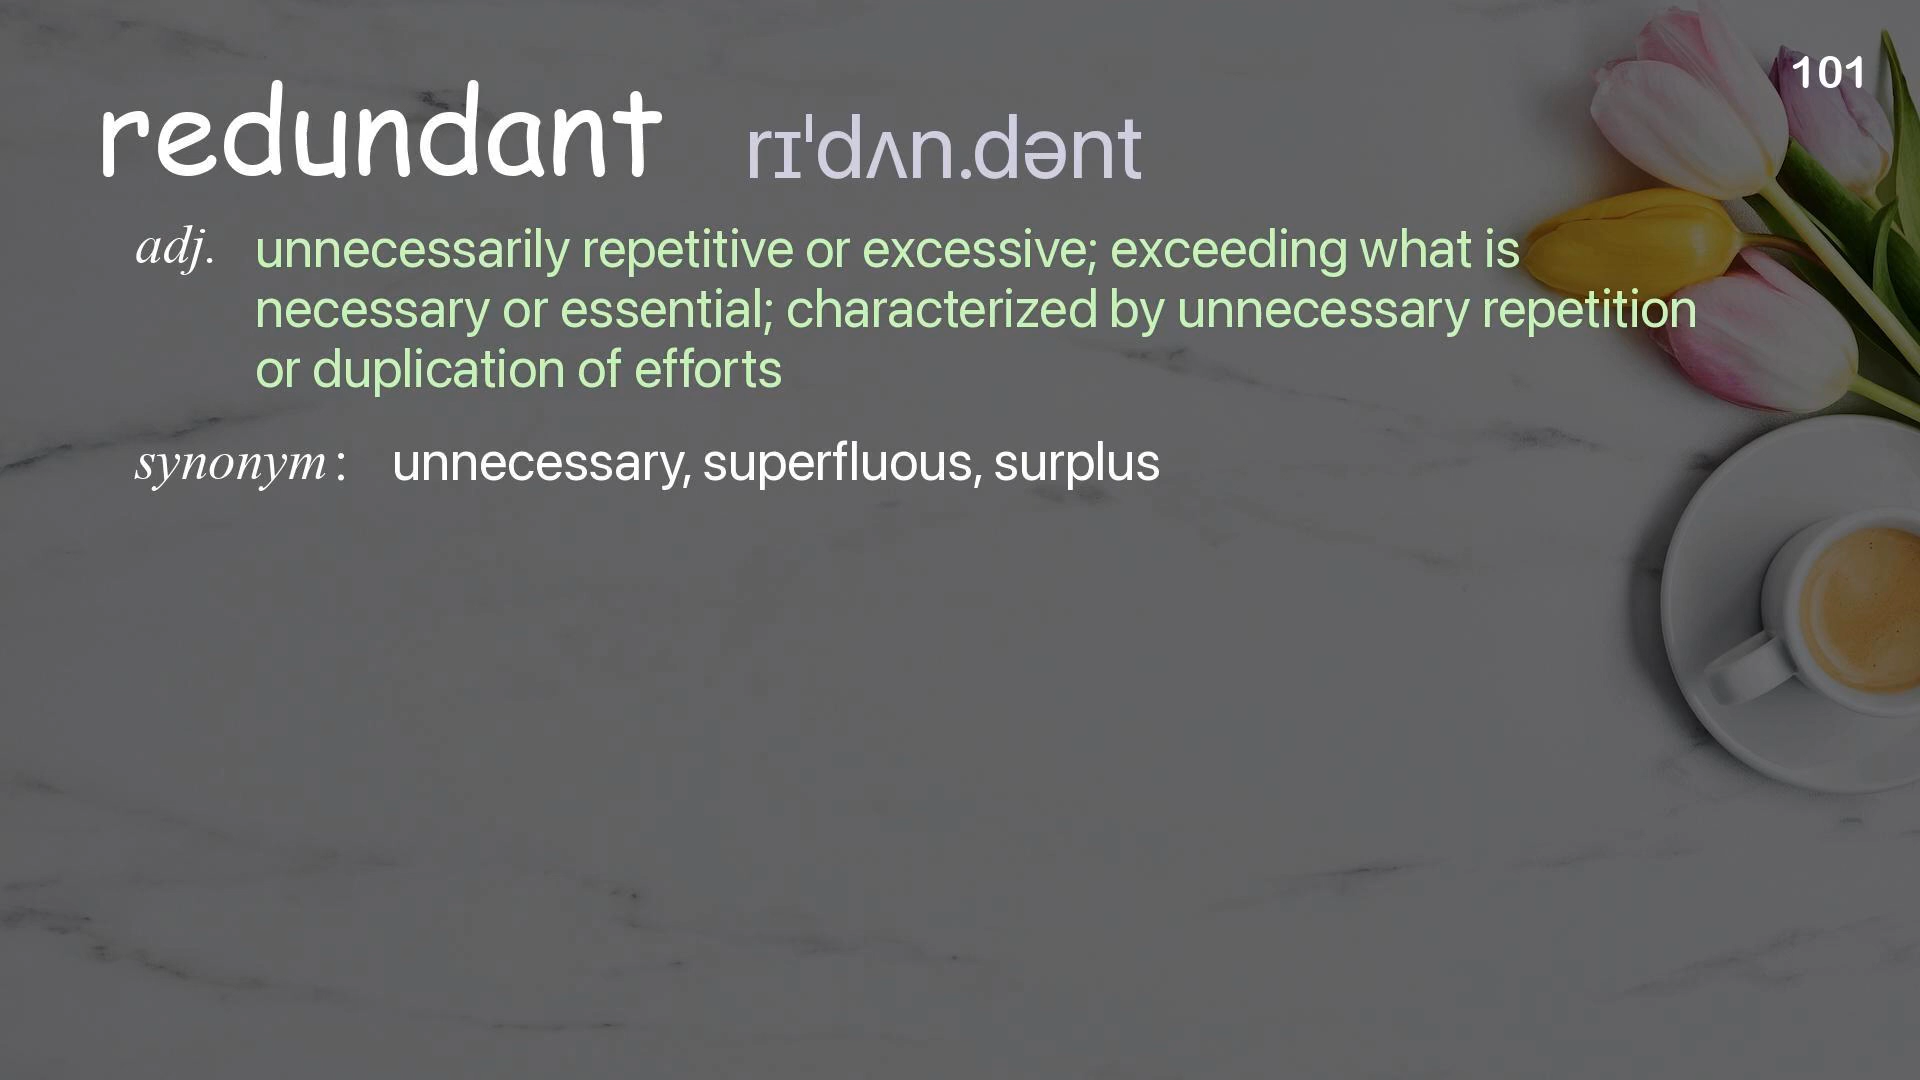 101
redundant rɪˈdʌn.dənt
adj. unnecessarily repetitive or excessive; exceeding what is
necessary or essential; characterized by unnecessary repetition
or duplication of efforts
synonym: unnecessary, superfluous, surplus